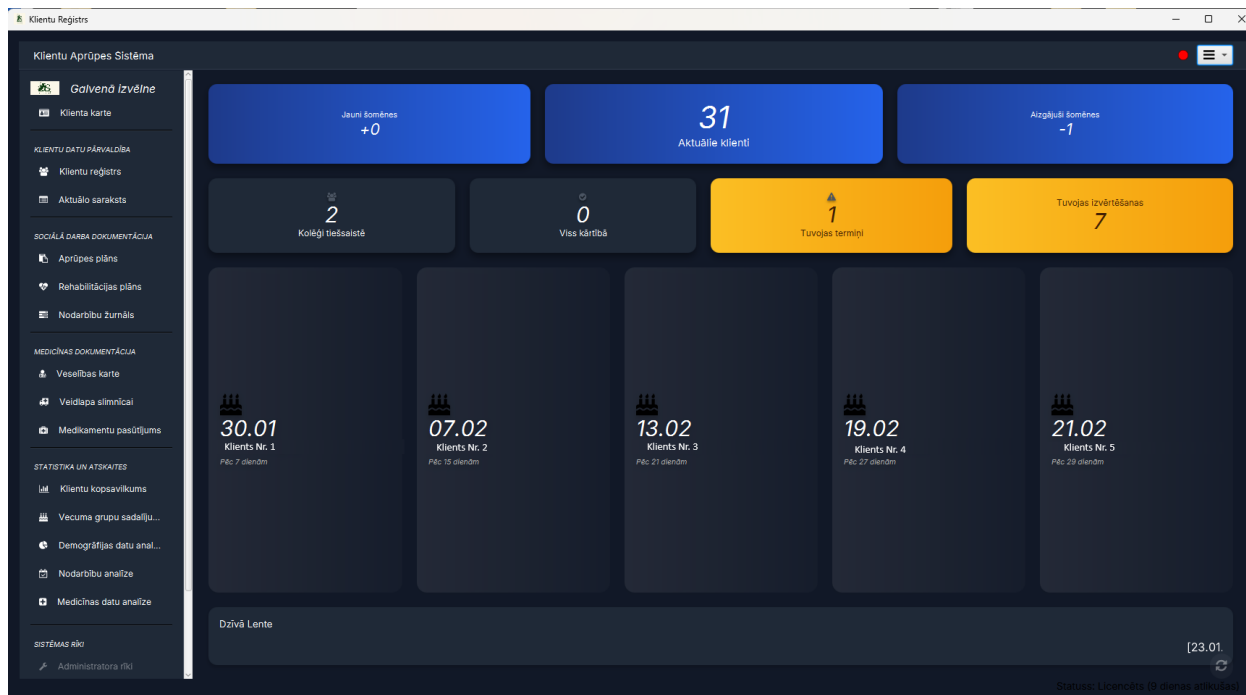 Klientu Reģistrs
Klientu Aprūpes Sistēma
Galvenā izvēlne
Klienta karte
KLIENTU DATU PĀRVALDĪBA
Klientu reģistrs
Aktuālo saraksts
SOCIĀLĀ DARBA DOKUMENTĀCIJA
Aprūpes plāns
Rehabilitācijas plāns
Nodarbību žurnāls
MEDICĪNAS DOKUMENTĀCIJA
Veselības karte
Veidlapa slimnīcai
Medikamentu pasūtījums
STATISTIKA UN ATSKAITES
Klientu kopsavilkums
Vecuma grupu sadalīju...
Demogrāfijas datu anal...
Nodarbību analīze
Medicīnas datu analīze
SISTĒMAS RĪKI
Administratora rīki
Jauni šomēnes
+0
31
Aktuālie klienti
Aizgājuši šomēnes
-1
2
Kolēģi tiešsaistē
0
Viss kārtībā
1
Tuvojas termiņi
Tuvojas izvērtēšanas
7
30.01
Klients Nr. 1
Pēc 7 dienām
07.02
Klients Nr. 2
Pēc 15 dienām
13.02
Klients Nr. 3
Pēc 21 dienām
19.02
Klients Nr. 4
Pēc 27 dienām
21.02
Klients Nr. 5
Pēc 29 dienām
Dzīvā Lente
[23.01.
Statuss: Licencēts (9 dienas atlikušas)